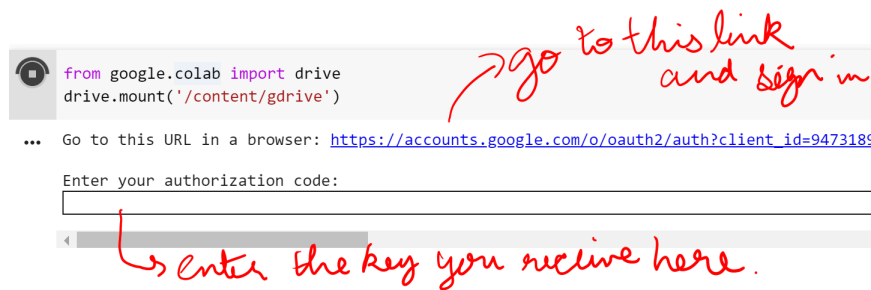 go to this link
and sign in
from google.colab import drive
drive.mount('/content/gdrive')
Go to this URL in a browser: https://accounts.google.com/o/oauth2/auth?client_id=9473189
Enter your authorization code:
enter the key you recieve here.